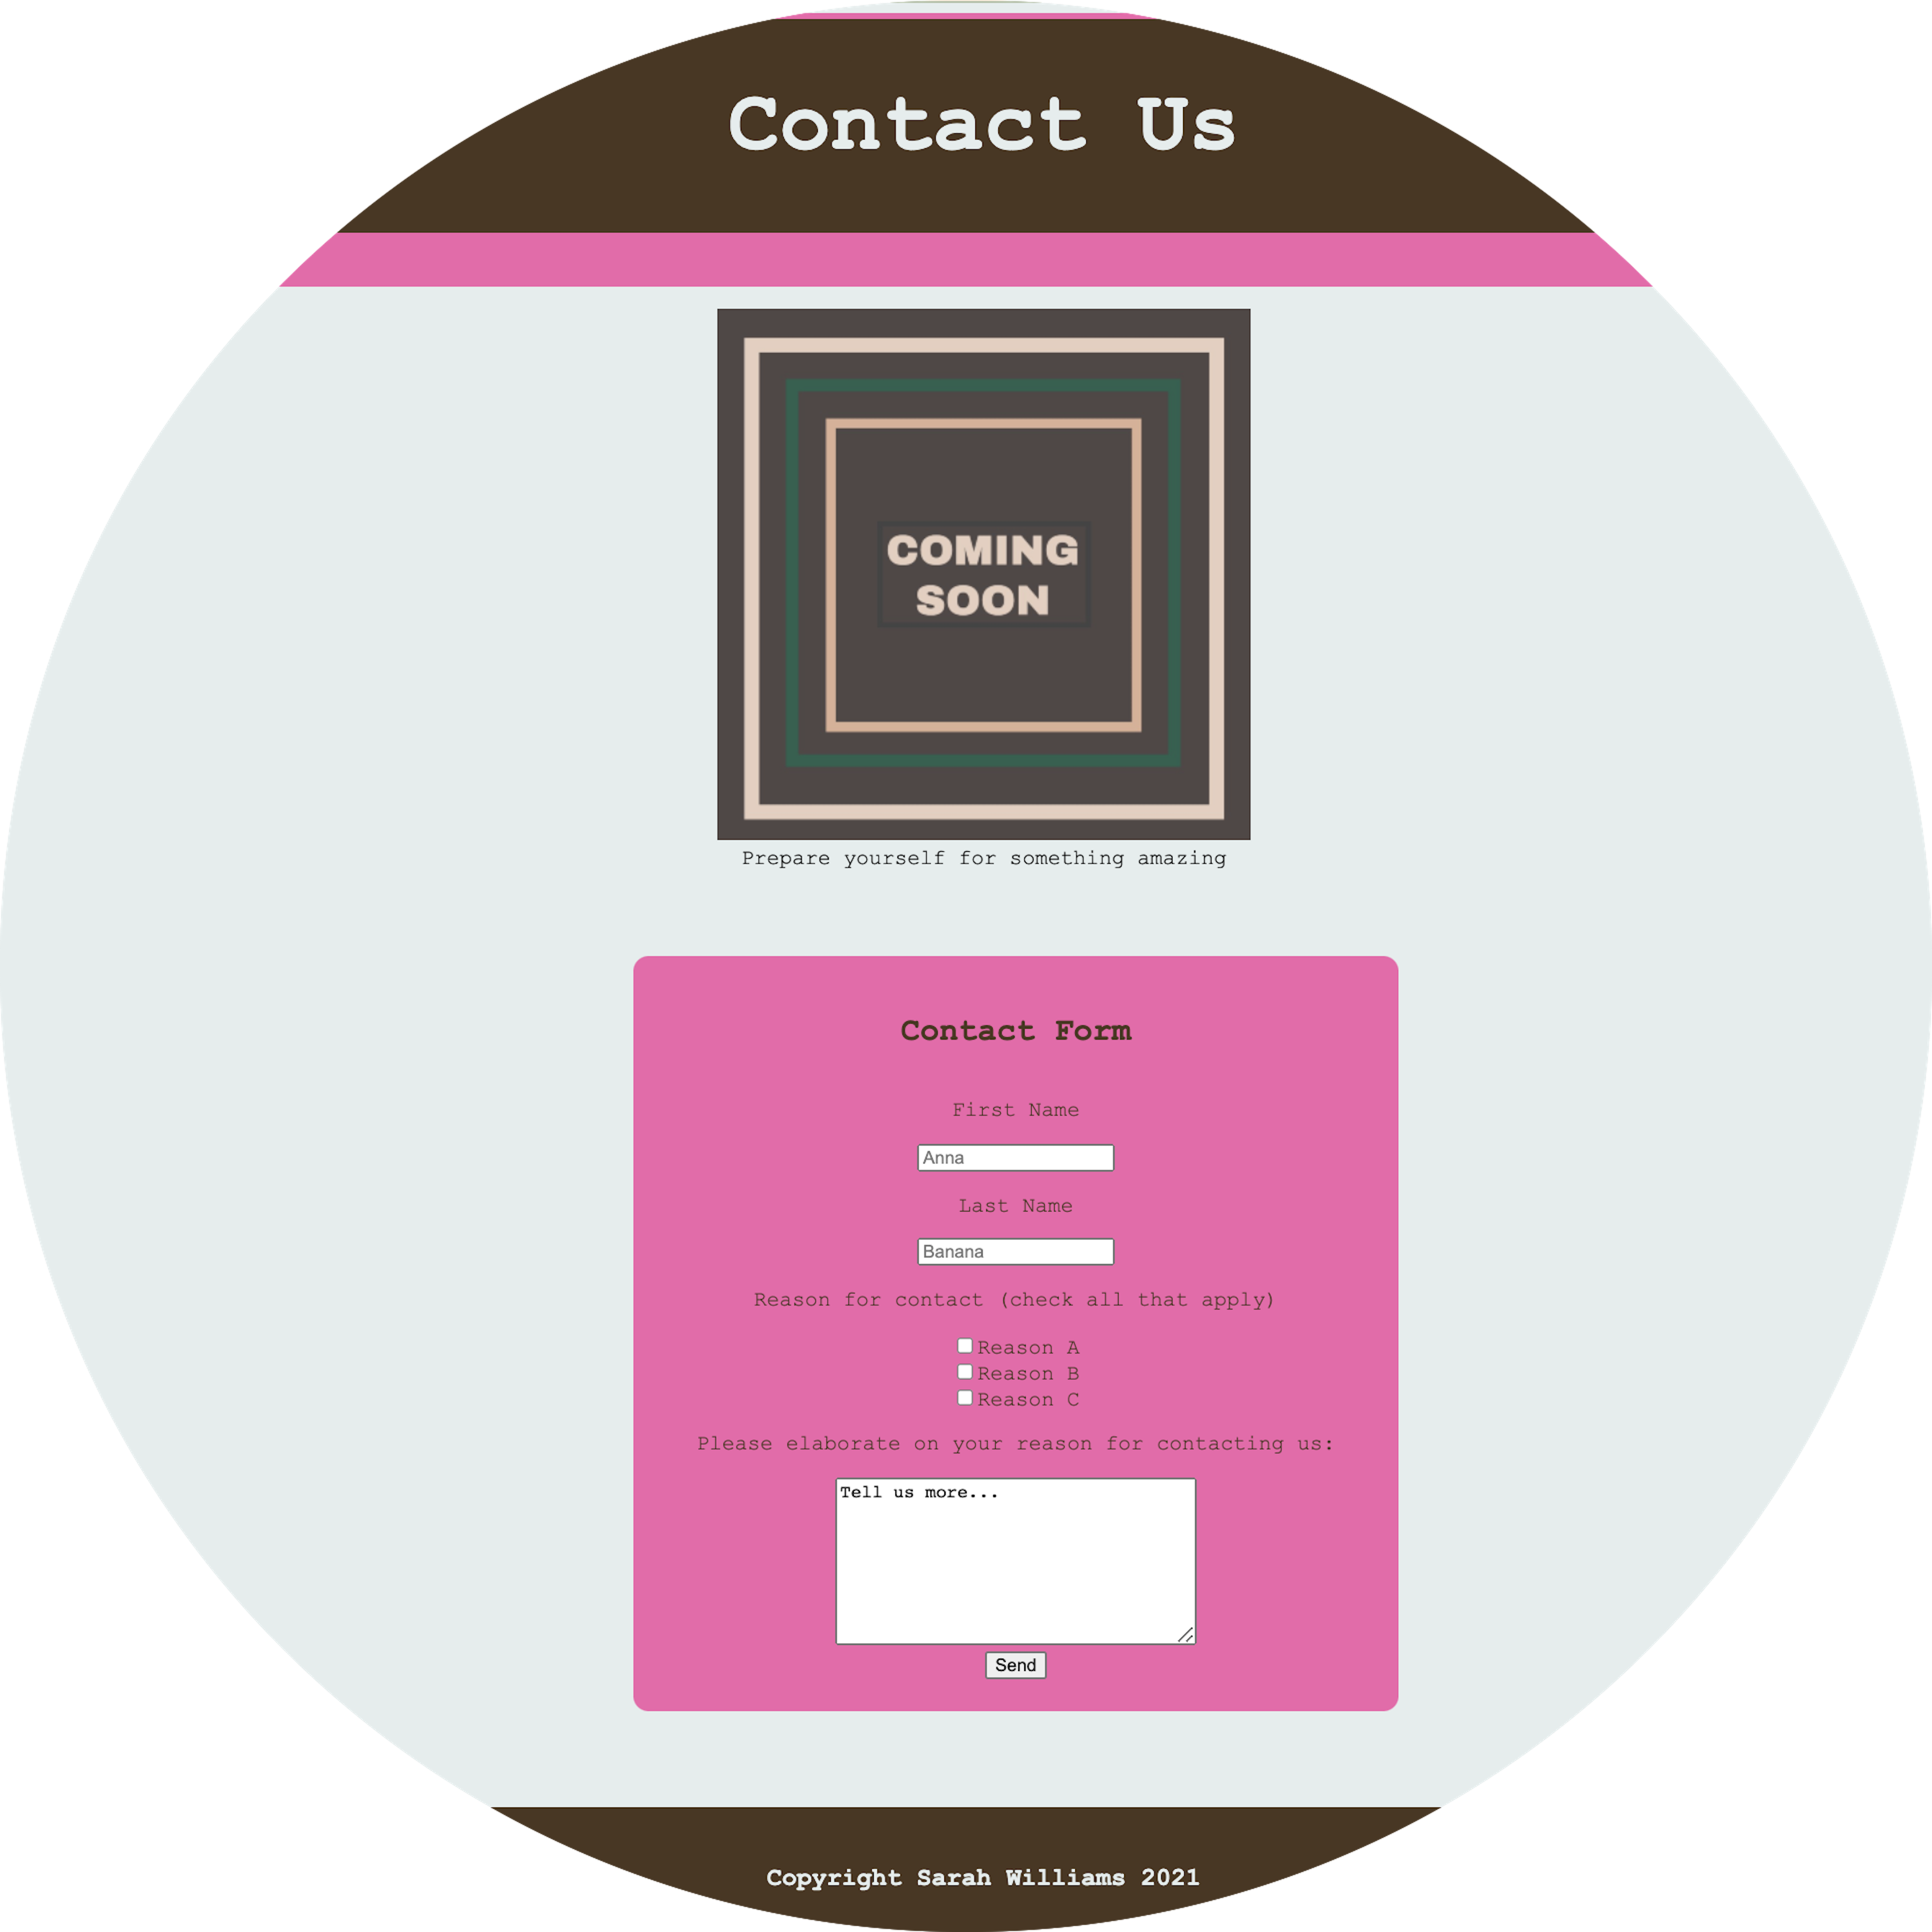 Contact Us
COMING
SOON
Prepare yourself for something amazing
Contact Form
First Name
Anna
Last Name
Banana
Reason for contact (check all that apply)
Reason A
Reason B
Reason C
Please elaborate on your reason for contacting us:
Tell us more...
Send
Copyright Sarah Williams 2021